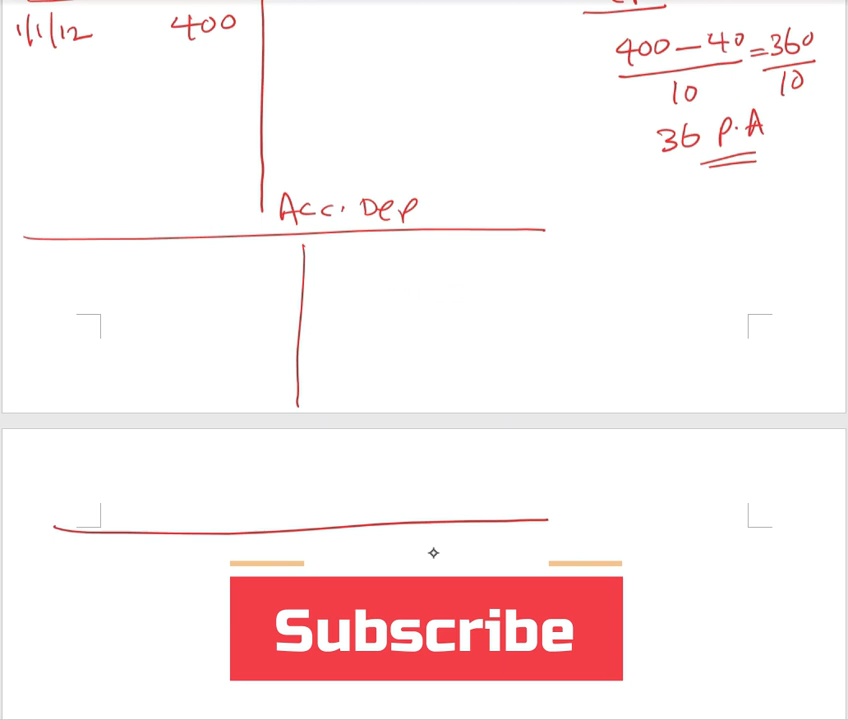 1/1/12 400
400 - 40 = 360
10 10
36 P.A
Acc. Dep
Subscribe